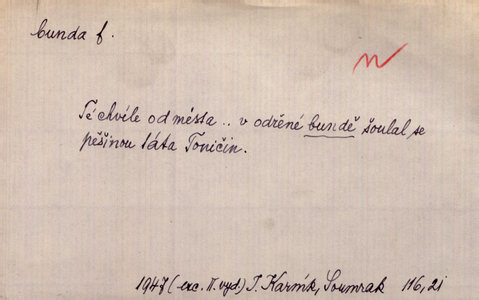 bunda f.
N
Té chvíle od města .. v odřené bundě šoulal se
pěšinou táta Toničin.
1947 (exc. II. vyd.) J. Karník, Soumrak 116, 21